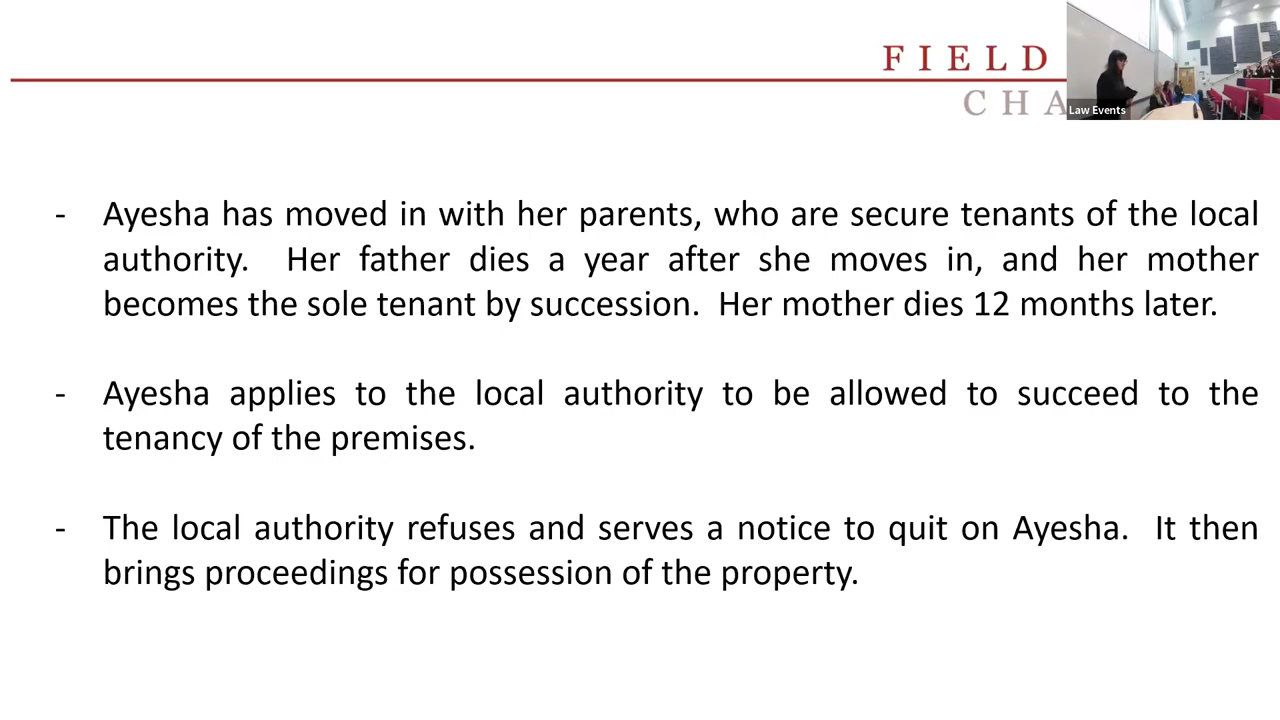 FIELD
CHA
Law Events
- Ayesha has moved in with her parents, who are secure tenants of the local
authority. Her father dies a year after she moves in, and her mother
becomes the sole tenant by succession. Her mother dies 12 months later.
- Ayesha applies to the local authority to be allowed to succeed to the
tenancy of the premises.
- The local authority refuses and serves a notice to quit on Ayesha. It then
brings proceedings for possession of the property.